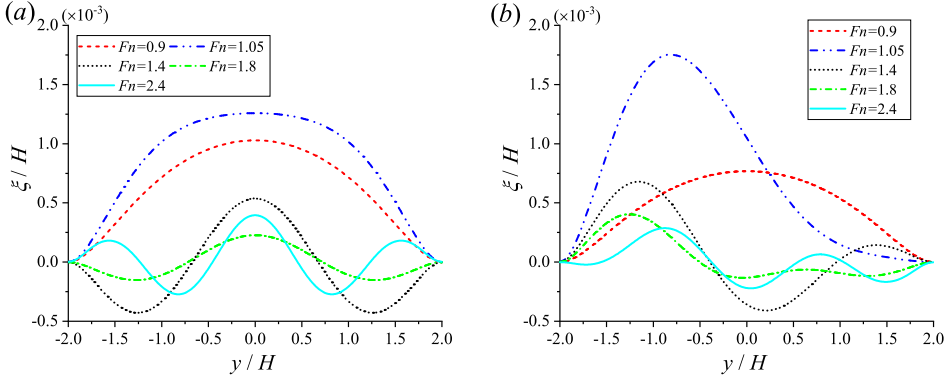 (a)
(×10⁻³)
2.0
1.5
1.0
0.5
0.0
-0.5
ξ / H
Fn=0.9 Fn=1.05
Fn=1.4 Fn=1.8
Fn=2.4
-2.0 -1.5 -1.0 -0.5 0.0 0.5 1.0 1.5 2.0
y / H
(b)
(×10⁻³)
2.0
1.5
1.0
0.5
0.0
-0.5
ξ / H
Fn=0.9
Fn=1.05
Fn=1.4
Fn=1.8
Fn=2.4
-2.0 -1.5 -1.0 -0.5 0.0 0.5 1.0 1.5 2.0
y / H